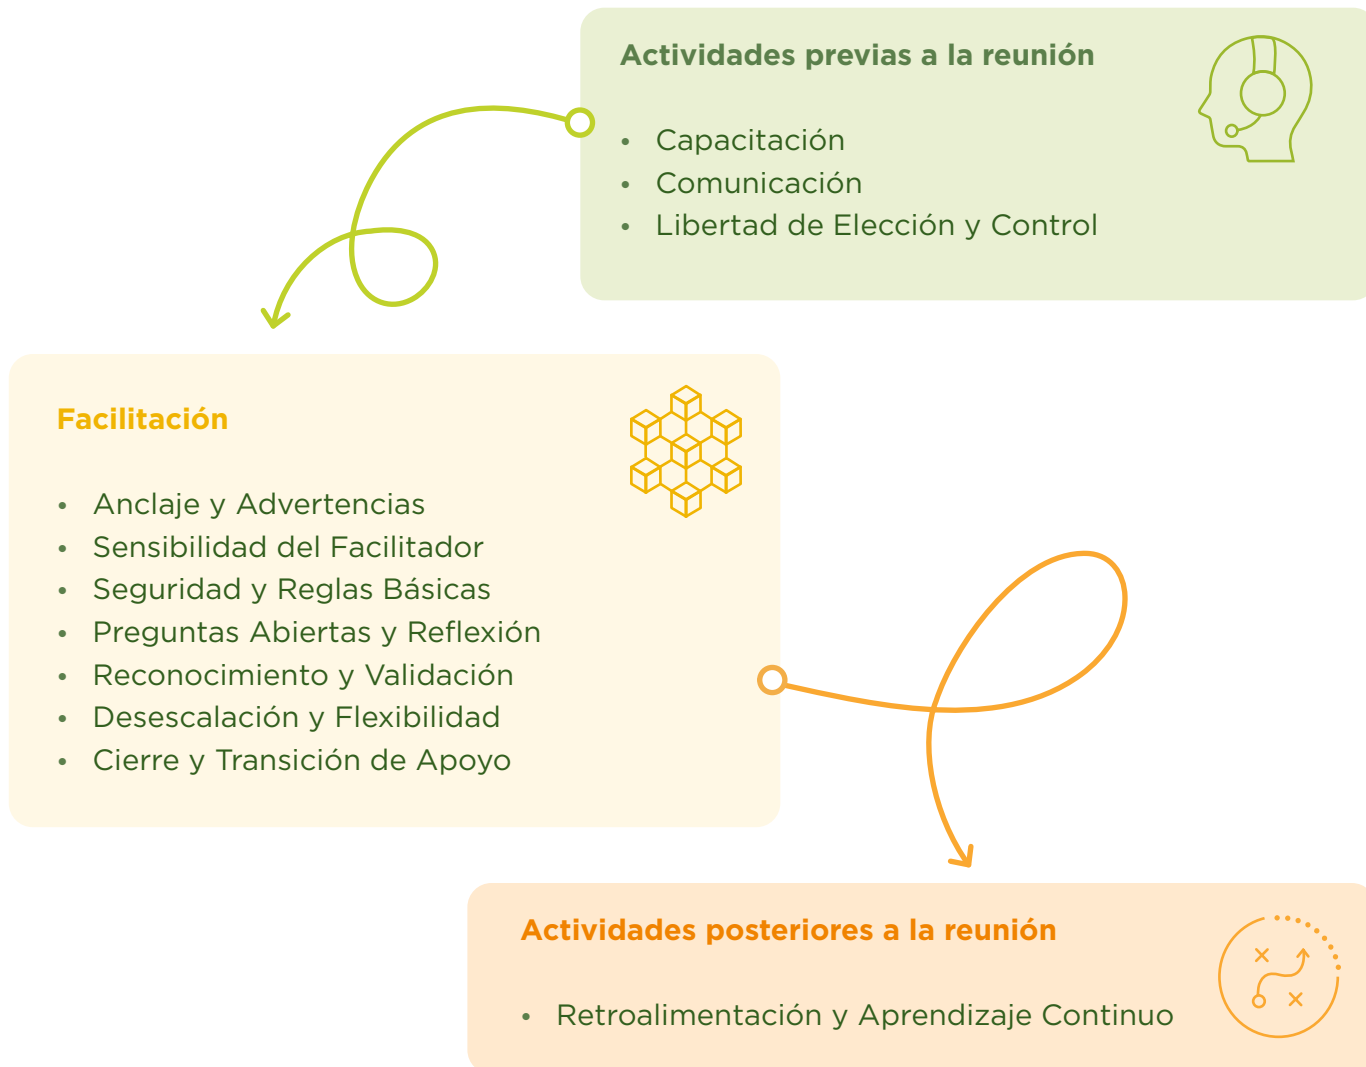 Actividades previas a la reunión
• Capacitación
• Comunicación
• Libertad de Elección y Control
Facilitación
• Anclaje y Advertencias
• Sensibilidad del Facilitador
• Seguridad y Reglas Básicas
• Preguntas Abiertas y Reflexión
• Reconocimiento y Validación
• Desescalación y Flexibilidad
• Cierre y Transición de Apoyo
Actividades posteriores a la reunión
• Retroalimentación y Aprendizaje Continuo